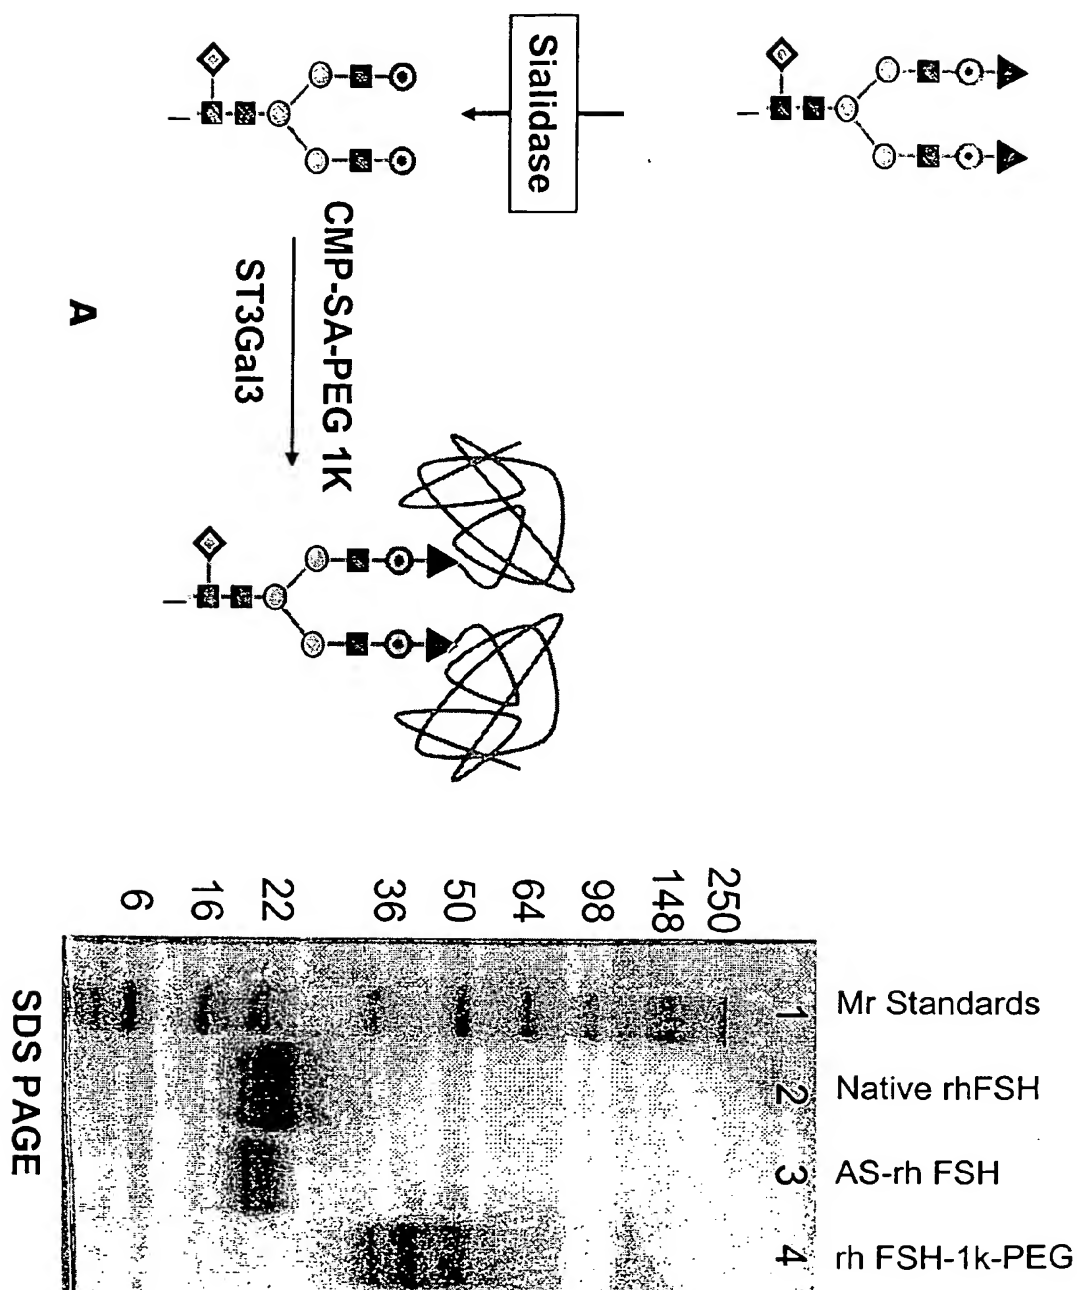 Sialidase
CMP-SA-PEG 1K
ST3Gal3
A
250
148
98
64
50
36
22
16
6
1
2
3
4
Mr Standards
Native rhFSH
AS-rh FSH
rh FSH-1k-PEG
SDS PAGE